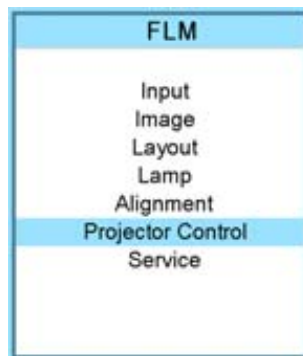 FLM
Input
Image
Layout
Lamp
Alignment
Projector Control
Service